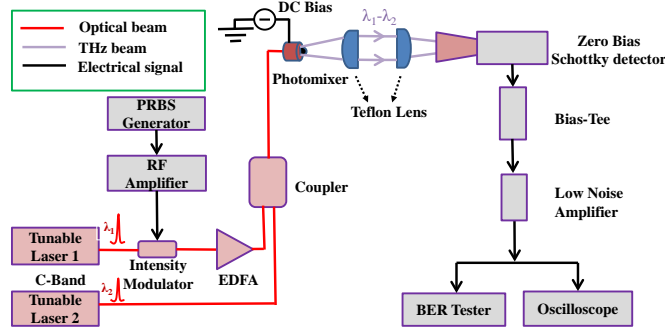 Optical beam
THz beam
Electrical signal
DC Bias
λ1-λ2
Photomixer
Teflon Lens
Zero Bias
Schottky detector
Bias-Tee
Low Noise
Amplifier
BER Tester
Oscilloscope
PRBS
Generator
RF
Amplifier
Coupler
λ1
Tunable
Laser 1
Intensity
Modulator
EDFA
C-Band
λ2
Tunable
Laser 2